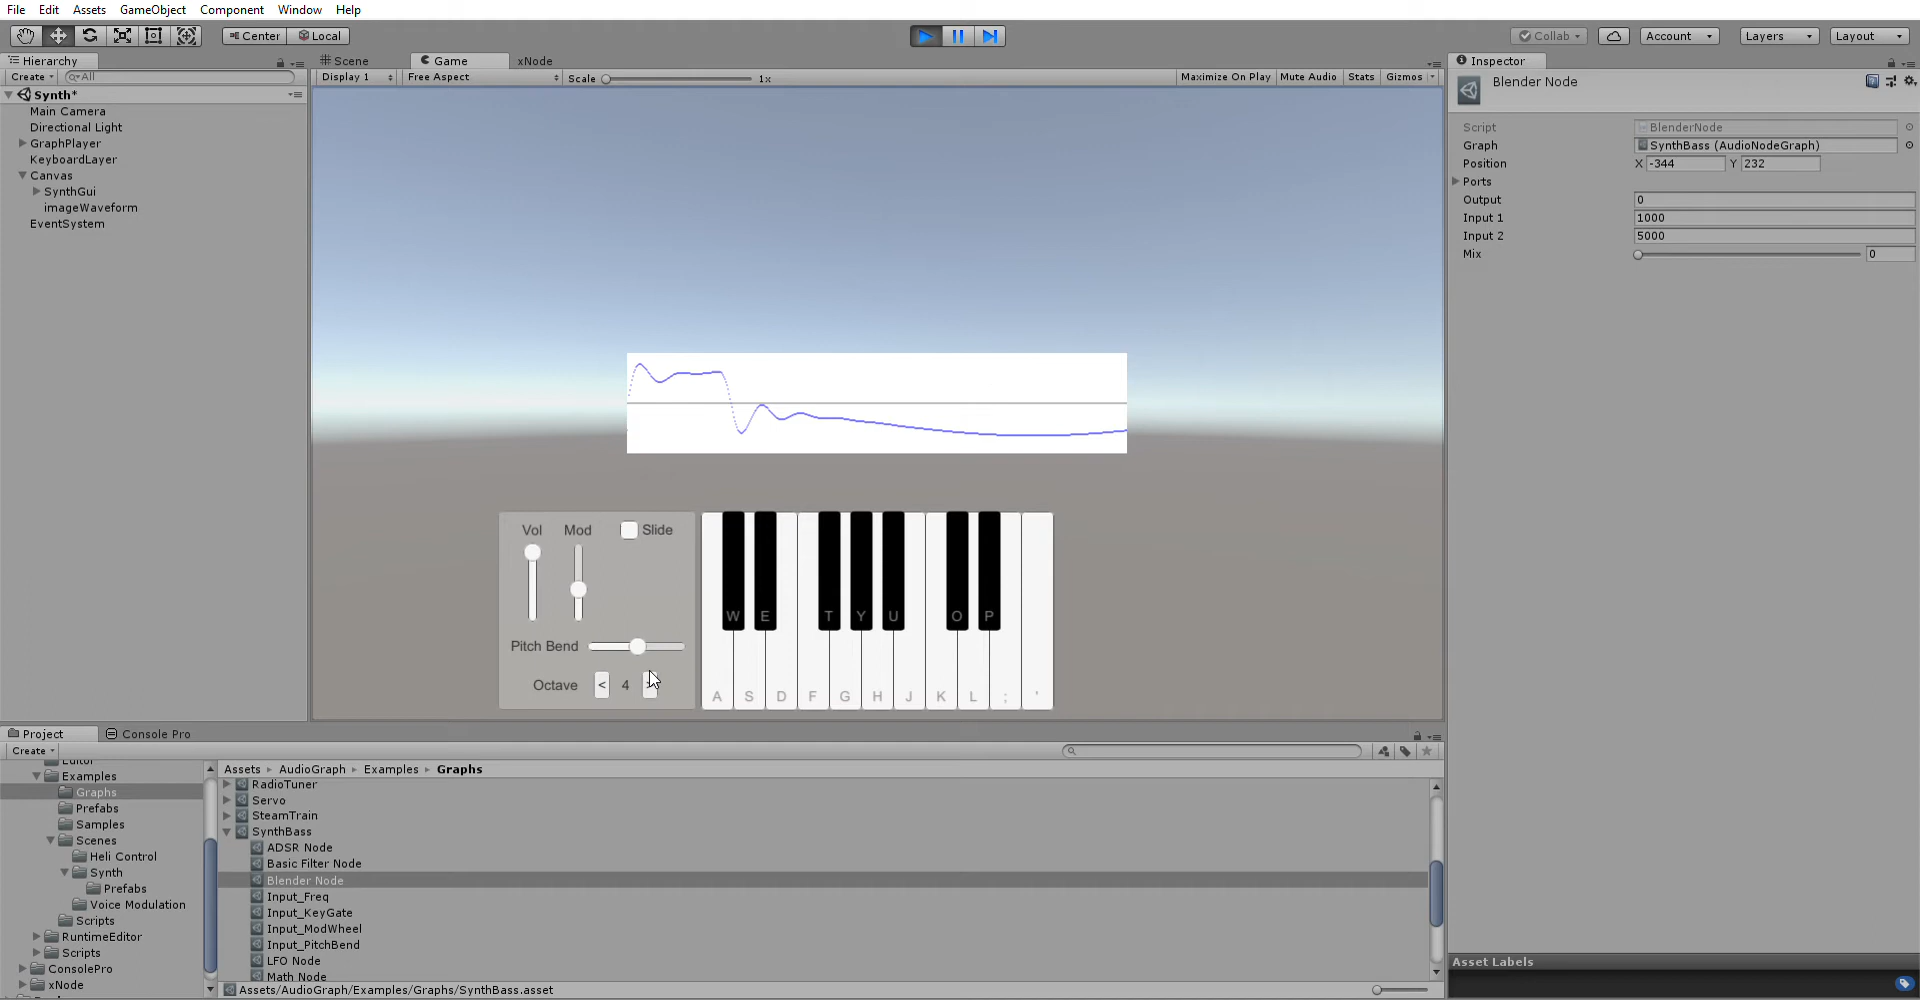 File Edit Assets GameObject Component Window Help
Center Local Collab Account Layers Layout
Hierarchy
Create All
Synth*
Main Camera
Directional Light
GraphPlayer
KeyboardLayer
Canvas
SynthGui
imageWaveform
EventSystem
Scene Game xNode
Display 1 Free Aspect Scale 1x Maximize On Play Mute Audio Stats Gizmos
Vol Mod Slide
Pitch Bend
Octave < 4
W E T Y U O P
A S D F G H J K L ; '
Inspector
Blender Node
Script BlenderNode
Graph SynthBass (AudioNodeGraph)
Position X -344 Y 232
Ports
Output 0
Input 1 1000
Input 2 5000
Mix 0
Project Console Pro
Create
Examples
Graphs
Prefabs
Samples
Scenes
Heli Control
Synth
Prefabs
Voice Modulation
Scripts
RuntimeEditor
Scripts
ConsolePro
xNode
Assets AudioGraph Examples Graphs
RadioTuner
Servo
SteamTrain
SynthBass
ADSR Node
Basic Filter Node
Blender Node
Input_Freq
Input_KeyGate
Input_ModWheel
Input_PitchBend
LFO Node
Math Node
Assets/AudioGraph/Examples/Graphs/SynthBass.asset
Asset Labels